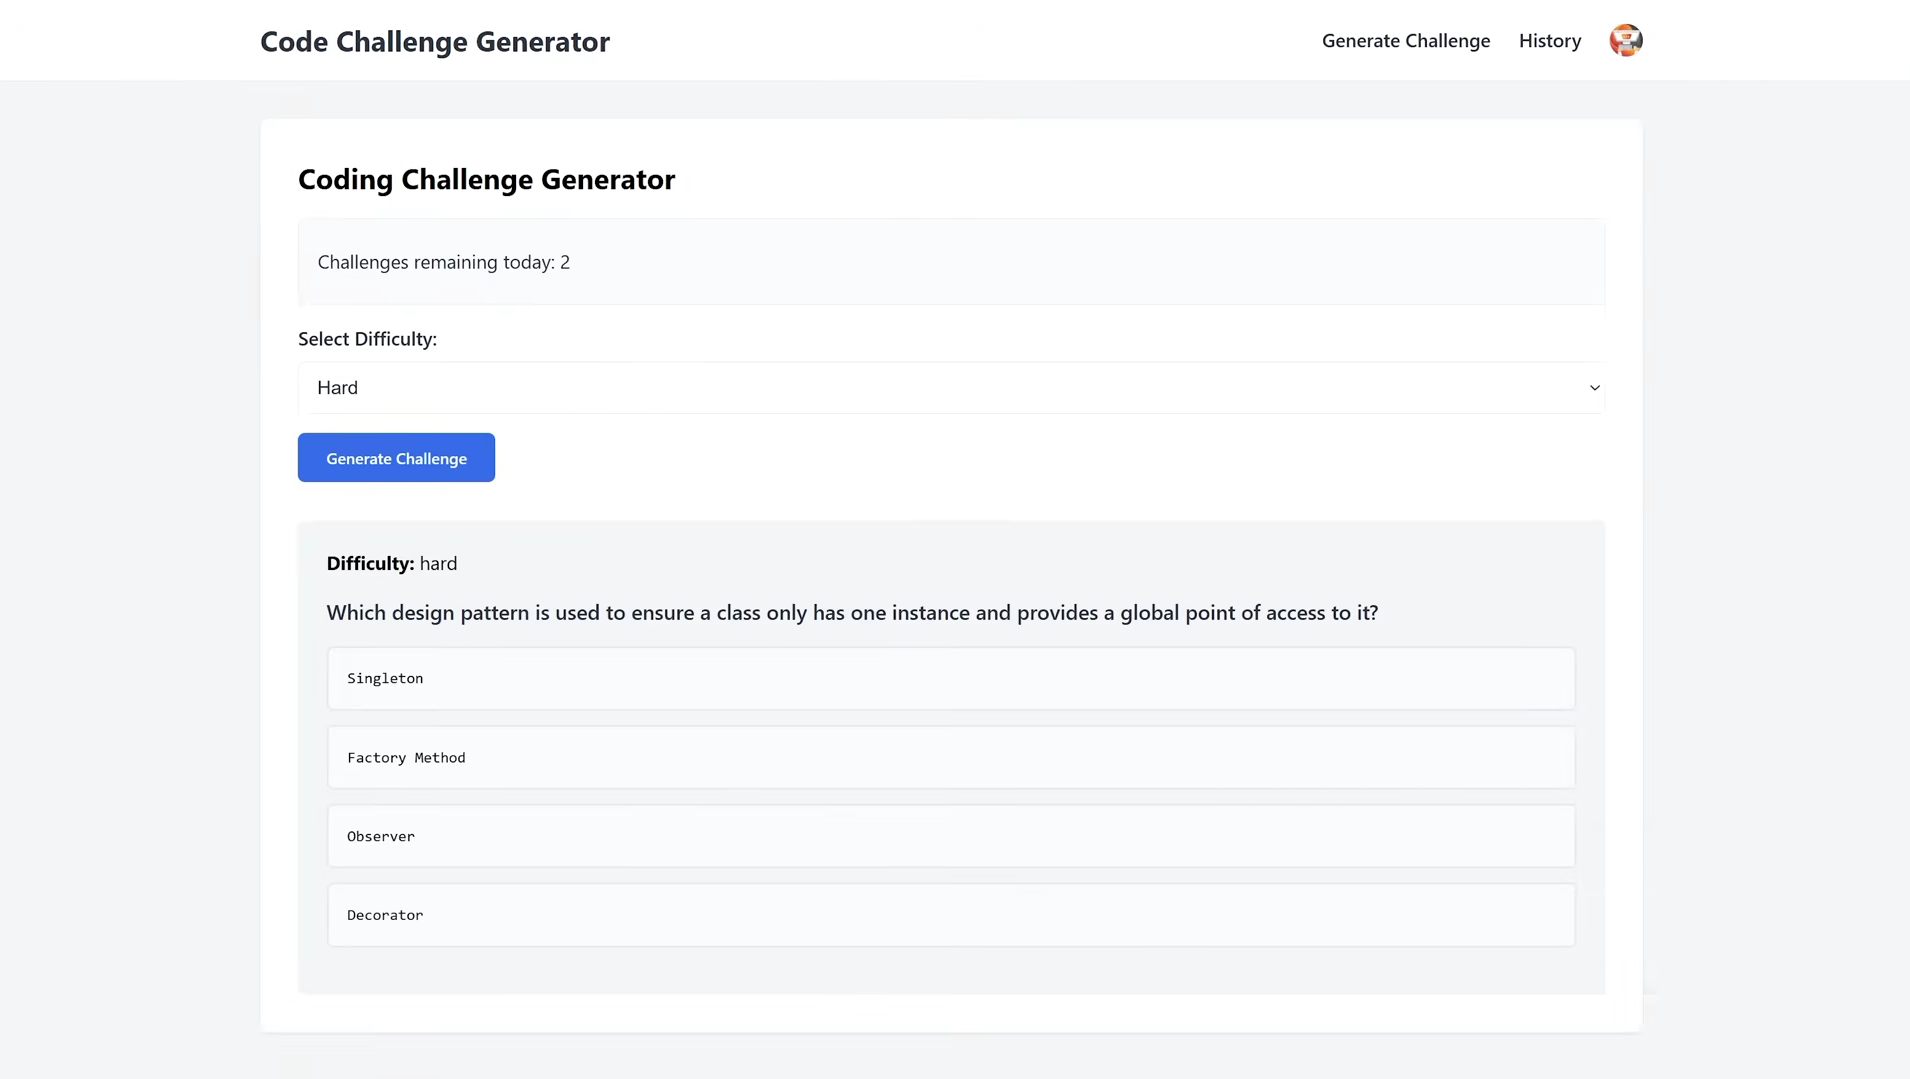 Code Challenge Generator
Generate Challenge
History
Coding Challenge Generator
Challenges remaining today: 2
Select Difficulty:
Hard
Generate Challenge
Difficulty: hard
Which design pattern is used to ensure a class only has one instance and provides a global point of access to it?
Singleton
Factory Method
Observer
Decorator